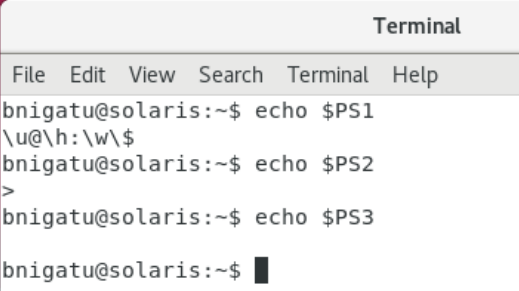 Terminal
File Edit View Search Terminal Help
bnigatu@solaris:~$ echo $PS1
\u@\h:\w\$
bnigatu@solaris:~$ echo $PS2
>
bnigatu@solaris:~$ echo $PS3
bnigatu@solaris:~$